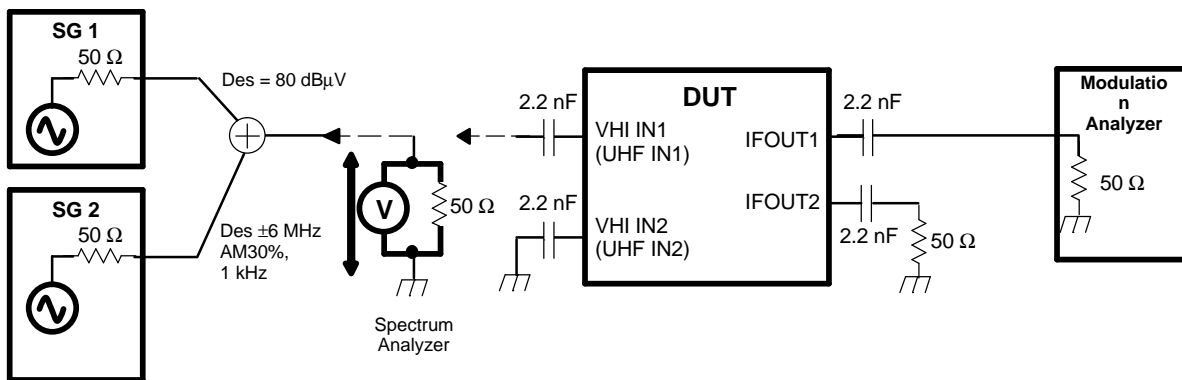 SG 1
50 Ω
Des = 80 dBµV
SG 2
50 Ω
Des ±6 MHz
AM30%,
1 kHz
V
50 Ω
Spectrum
Analyzer
2.2 nF
2.2 nF
DUT
VHI IN1
(UHF IN1)
VHI IN2
(UHF IN2)
IFOUT1
IFOUT2
2.2 nF
2.2 nF
50 Ω
Modulatio
n
Analyzer
50 Ω